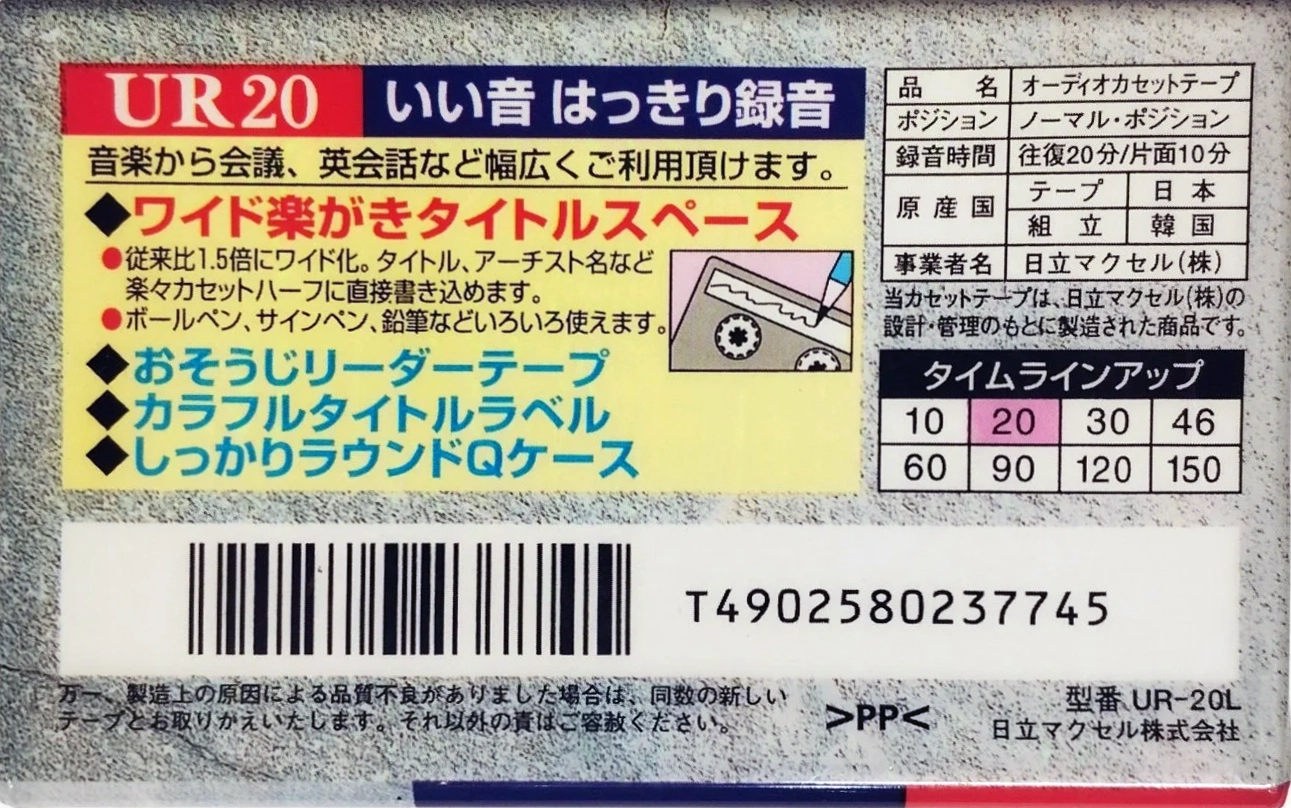 UR20 いい音 はっきり録音
音楽から会議、英会話など幅広くご利用頂けます。
◆ワイド楽がきタイトルスペース
●従来比1.5倍にワイド化。タイトル、アーチスト名など
楽々カセットハーフに直接書き込めます。
●ボールペン、サインペン、鉛筆などいろいろ使えます。
◆おそうじリーダーテープ
◆カラフルタイトルラベル
◆しっかりラウンドQケース
品名 オーディオカセットテープ
ポジション ノーマル・ポジション
録音時間 往復20分/片面10分
原産国 テープ 日本
組立 韓国
事業者名 日立マクセル(株)
当カセットテープは、日立マクセル(株)の
設計・管理のもとに製造された商品です。
タイムラインアップ
10 20 30 46
60 90 120 150
T4902580237745
万一、製造上の原因による品質不良がありました場合は、同数の新しい
テープとお取りかえいたします。それ以外の責はご容赦ください。
>PP<
型番 UR-20L
日立マクセル株式会社